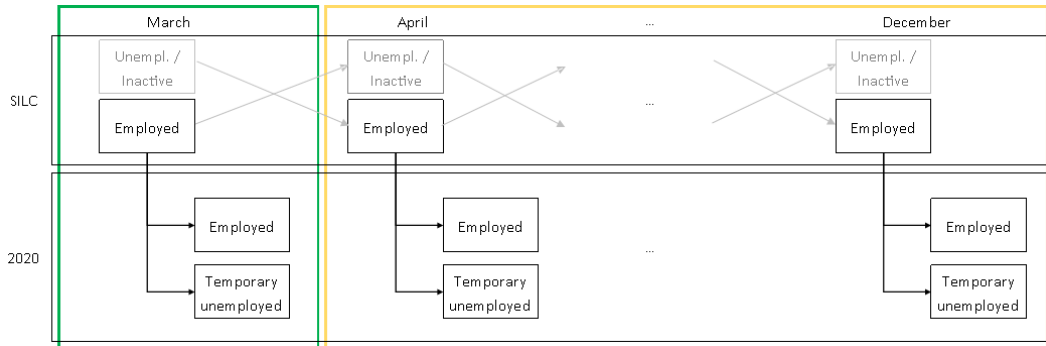 March April ... December
Unempl. / Unempl. / Unempl. /
Inactive Inactive Inactive
SILC ...
Employed Employed Employed
Employed Employed Employed
...
2020
Temporary Temporary Temporary
unemployed unemployed unemployed